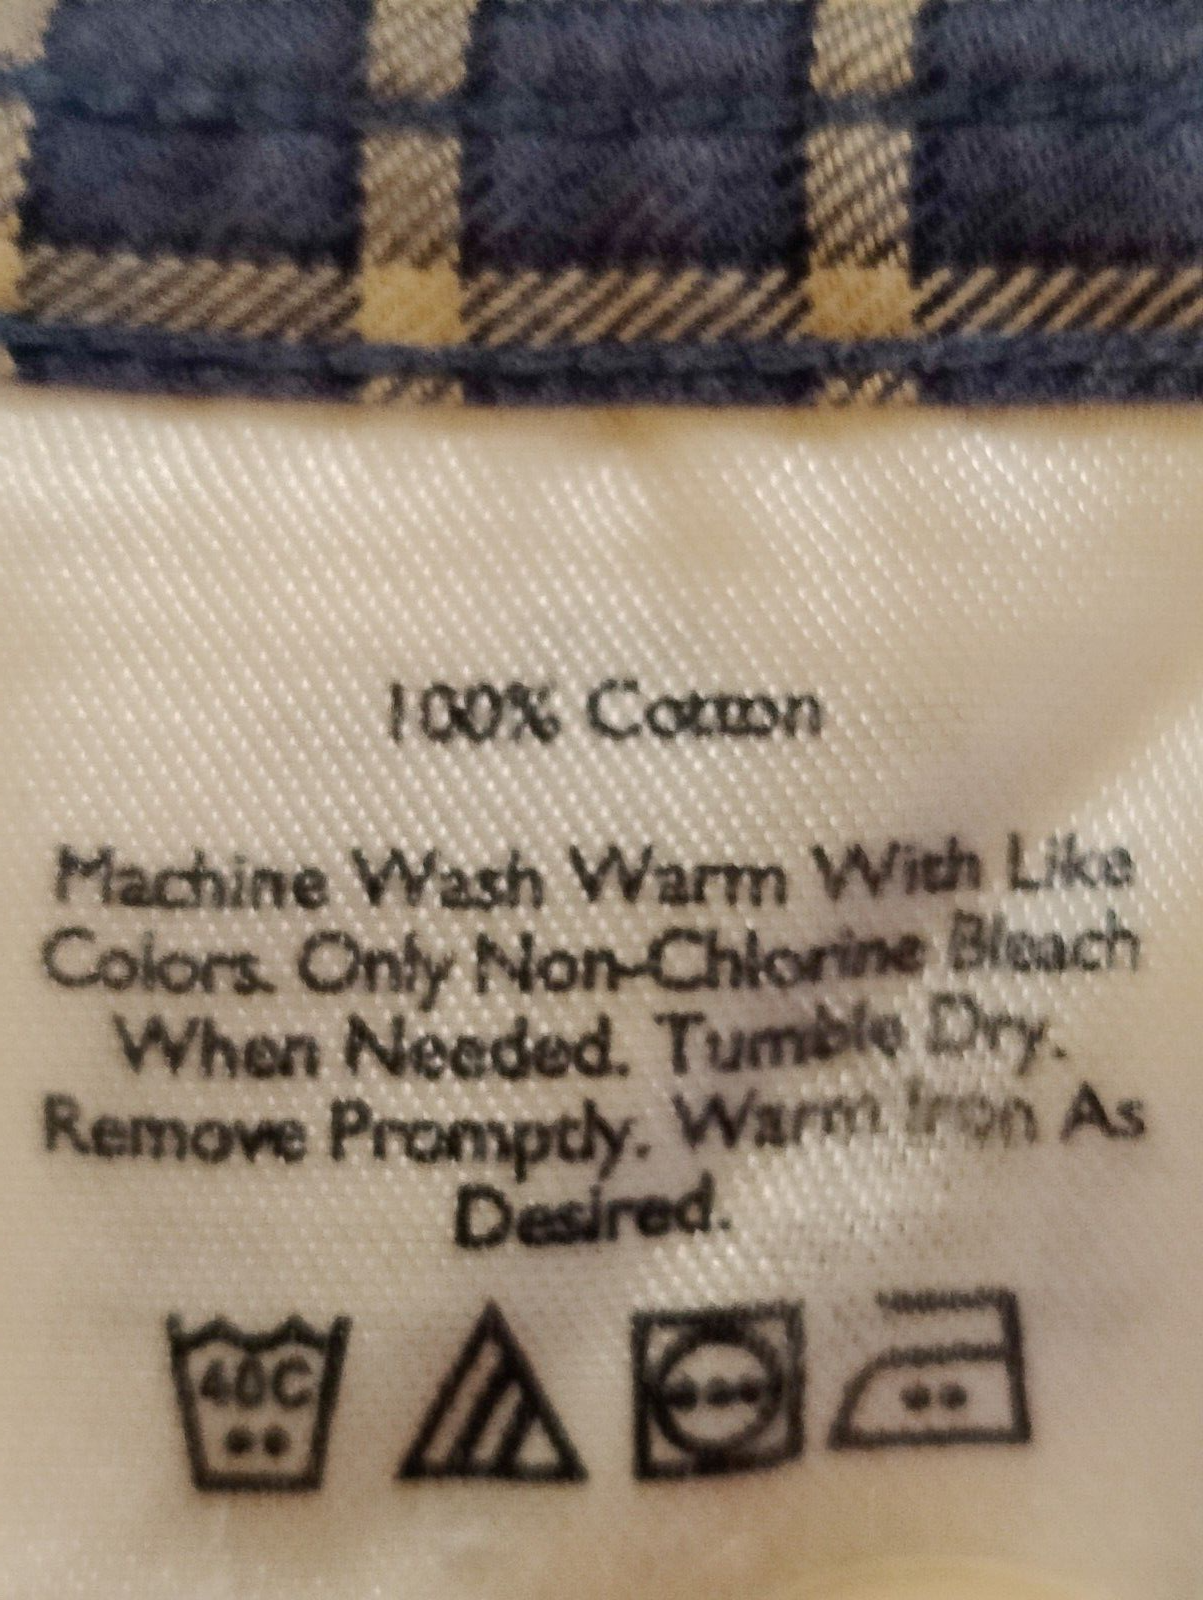 100% Cotton
Machine Wash Warm With Like
Colors. Only Non-Chlorine Bleach
When Needed. Tumble Dry.
Remove Promptly. Warm Iron As
Desired.
40C